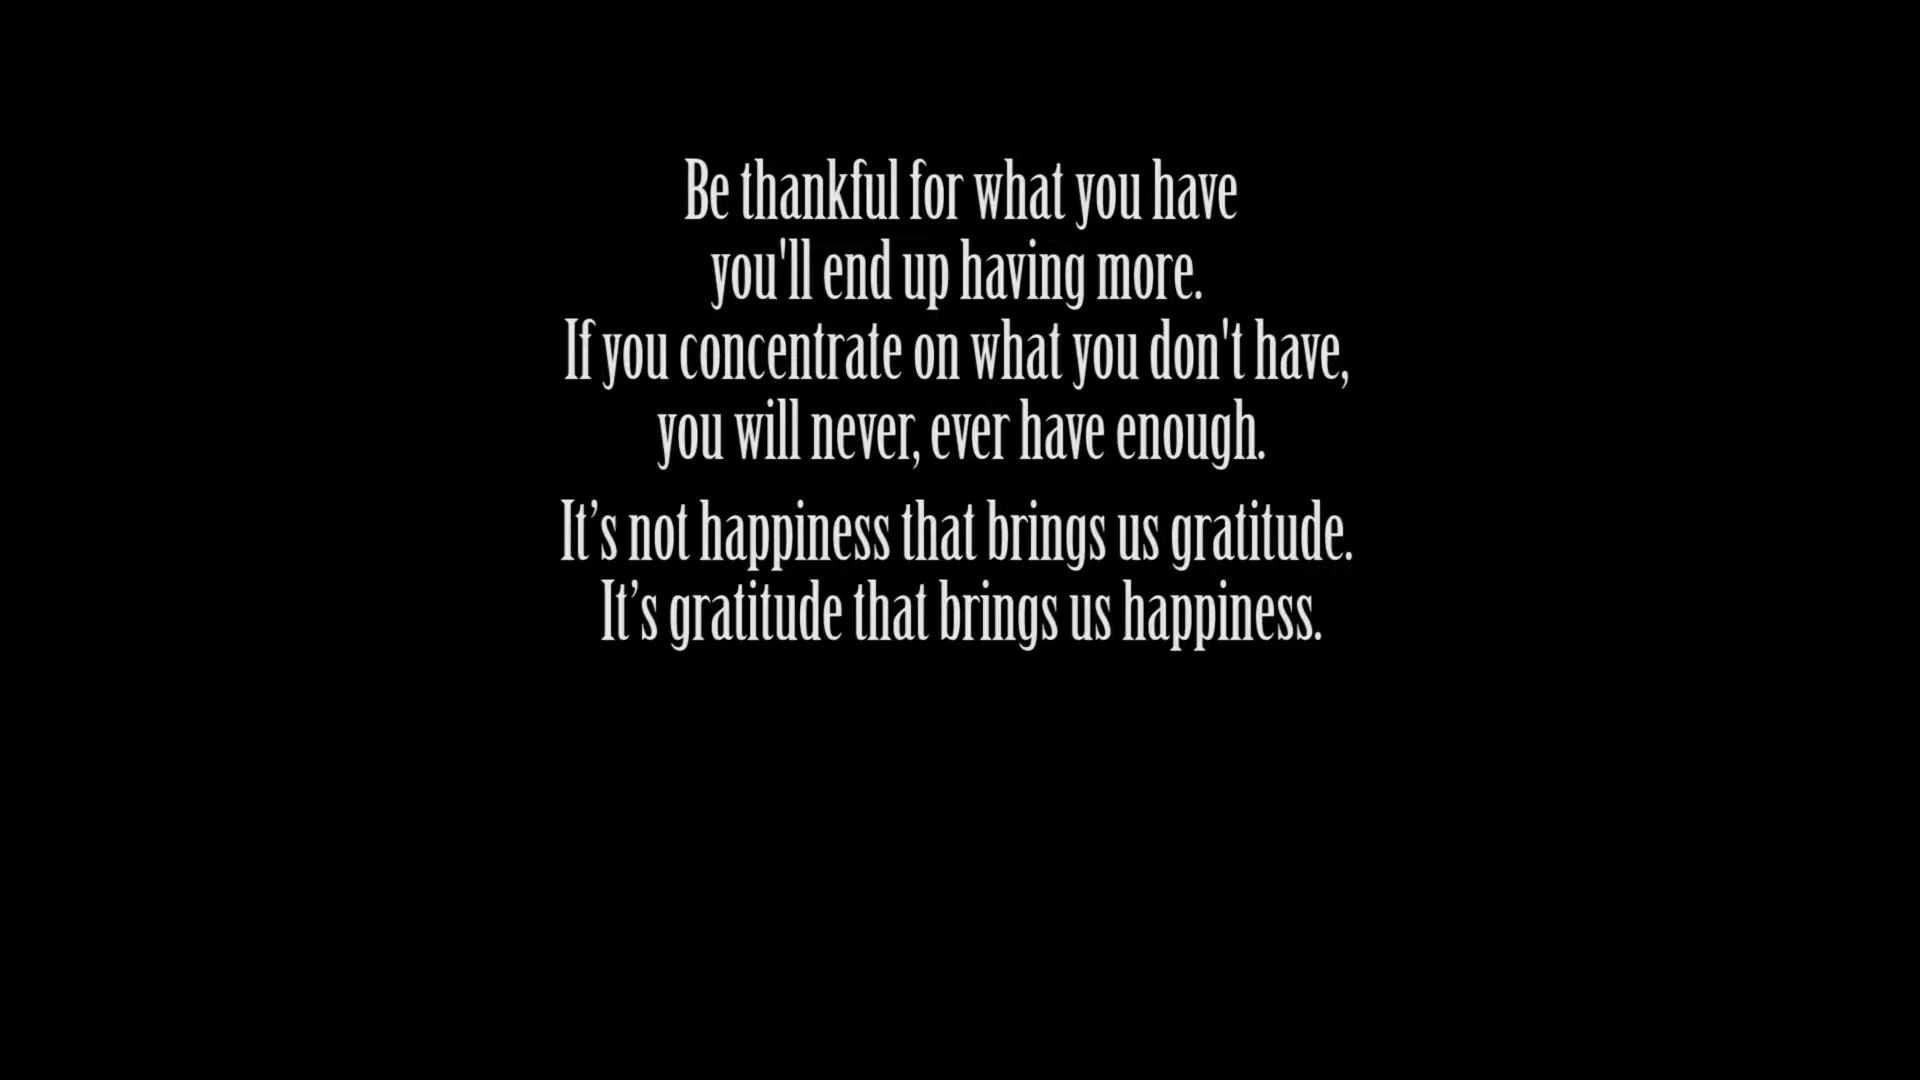 Be thankful for what you have
you'll end up having more.
If you concentrate on what you don't have,
you will never, ever have enough.
It’s not happiness that brings us gratitude.
It’s gratitude that brings us happiness.